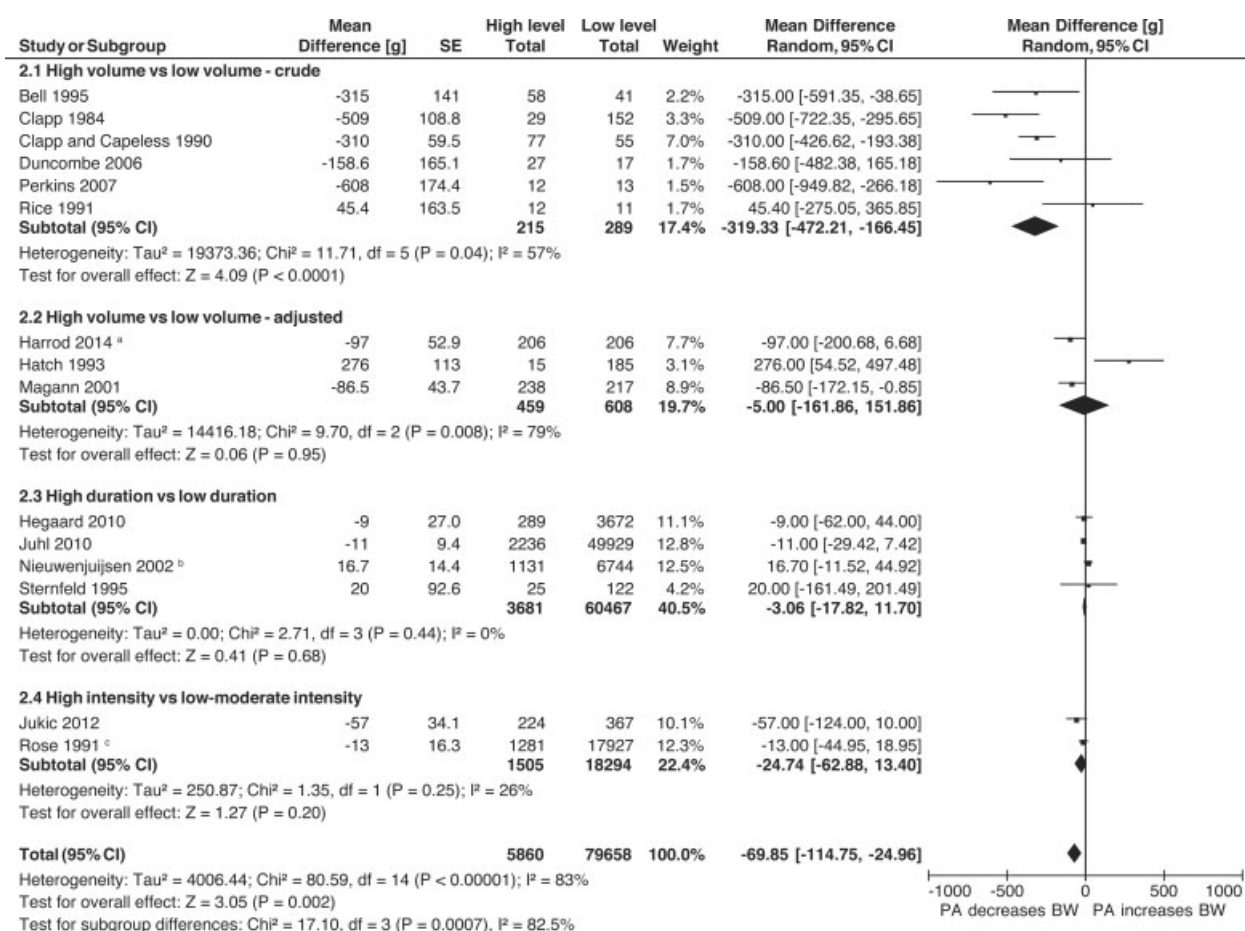 Mean High level Low level Mean Difference Mean Difference [g]
Study or Subgroup Difference [g] SE Total Total Weight Random, 95% CI Random, 95% CI
2.1 High volume vs low volume - crude
Bell 1995 -315 141 58 41 2.2% -315.00 [-591.35, -38.65]
Clapp 1984 -509 108.8 29 152 3.3% -509.00 [-722.35, -295.65]
Clapp and Capeless 1990 -310 59.5 77 55 7.0% -310.00 [-426.62, -193.38]
Duncombe 2006 -158.6 165.1 27 17 1.7% -158.60 [-482.38, 165.18]
Perkins 2007 -608 174.4 12 13 1.5% -608.00 [-949.82, -266.18]
Rice 1991 45.4 163.5 12 11 1.7% 45.40 [-275.05, 365.85]
Subtotal (95% CI) 215 289 17.4% -319.33 [-472.21, -166.45]
Heterogeneity: Tau² = 19373.36; Chi² = 11.71, df = 5 (P = 0.04); I² = 57%
Test for overall effect: Z = 4.09 (P < 0.0001)
2.2 High volume vs low volume - adjusted
Harrod 2014 ᵃ -97 52.9 206 206 7.7% -97.00 [-200.68, 6.68]
Hatch 1993 276 113 15 185 3.1% 276.00 [54.52, 497.48]
Magann 2001 -86.5 43.7 238 217 8.9% -86.50 [-172.15, -0.85]
Subtotal (95% CI) 459 608 19.7% -5.00 [-161.86, 151.86]
Heterogeneity: Tau² = 14416.18; Chi² = 9.70, df = 2 (P = 0.008); I² = 79%
Test for overall effect: Z = 0.06 (P = 0.95)
2.3 High duration vs low duration
Hegaard 2010 -9 27.0 289 3672 11.1% -9.00 [-62.00, 44.00]
Juhl 2010 -11 9.4 2236 49929 12.8% -11.00 [-29.42, 7.42]
Nieuwenjuijsen 2002 ᵇ 16.7 14.4 1131 6744 12.5% 16.70 [-11.52, 44.92]
Sternfeld 1995 20 92.6 25 122 4.2% 20.00 [-161.49, 201.49]
Subtotal (95% CI) 3681 60467 40.5% -3.06 [-17.82, 11.70]
Heterogeneity: Tau² = 0.00; Chi² = 2.71, df = 3 (P = 0.44); I² = 0%
Test for overall effect: Z = 0.41 (P = 0.68)
2.4 High intensity vs low-moderate intensity
Jukic 2012 -57 34.1 224 367 10.1% -57.00 [-124.00, 10.00]
Rose 1991 ᶜ -13 16.3 1281 17927 12.3% -13.00 [-44.95, 18.95]
Subtotal (95% CI) 1505 18294 22.4% -24.74 [-62.88, 13.40]
Heterogeneity: Tau² = 250.87; Chi² = 1.35, df = 1 (P = 0.25); I² = 26%
Test for overall effect: Z = 1.27 (P = 0.20)
Total (95% CI) 5860 79658 100.0% -69.85 [-114.75, -24.96]
Heterogeneity: Tau² = 4006.44; Chi² = 80.59, df = 14 (P < 0.00001); I² = 83%
-1000 -500 0 500 1000
Test for overall effect: Z = 3.05 (P = 0.002)
PA decreases BW PA increases BW
Test for subgroup differences: Chi² = 17.10, df = 3 (P = 0.0007), I² = 82.5%